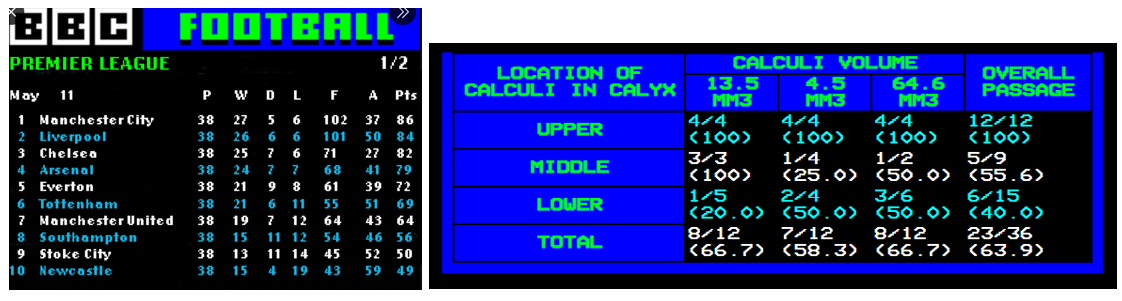 BBC FOOTBALL
PREMIER LEAGUE 1/2
May 11 P W D L F A Pts
1 Manchester City 38 27 5 6 102 37 86
2 Liverpool 38 26 6 6 101 50 84
3 Chelsea 38 25 7 6 71 27 82
4 Arsenal 38 24 7 7 68 41 79
5 Everton 38 21 9 8 61 39 72
6 Tottenham 38 21 6 11 55 51 69
7 Manchester United 38 19 7 12 64 43 64
8 Southampton 38 15 11 12 54 46 56
9 Stoke City 38 13 11 14 45 52 50
10 Newcastle 38 15 4 19 43 59 49
LOCATION OF
CALCULI IN CALYX
CALCULI VOLUME
13.5
MM3
4.5
MM3
64.6
MM3
OVERALL
PASSAGE
UPPER
4/4 4/4 4/4 12/12
(100) (100) (100) (100)
MIDDLE
3/3 1/4 1/2 5/9
(100) (25.0) (50.0) (55.6)
LOWER
1/5 2/4 3/6 6/15
(20.0) (50.0) (50.0) (40.0)
TOTAL
8/12 7/12 8/12 23/36
(66.7) (58.3) (66.7) (63.9)